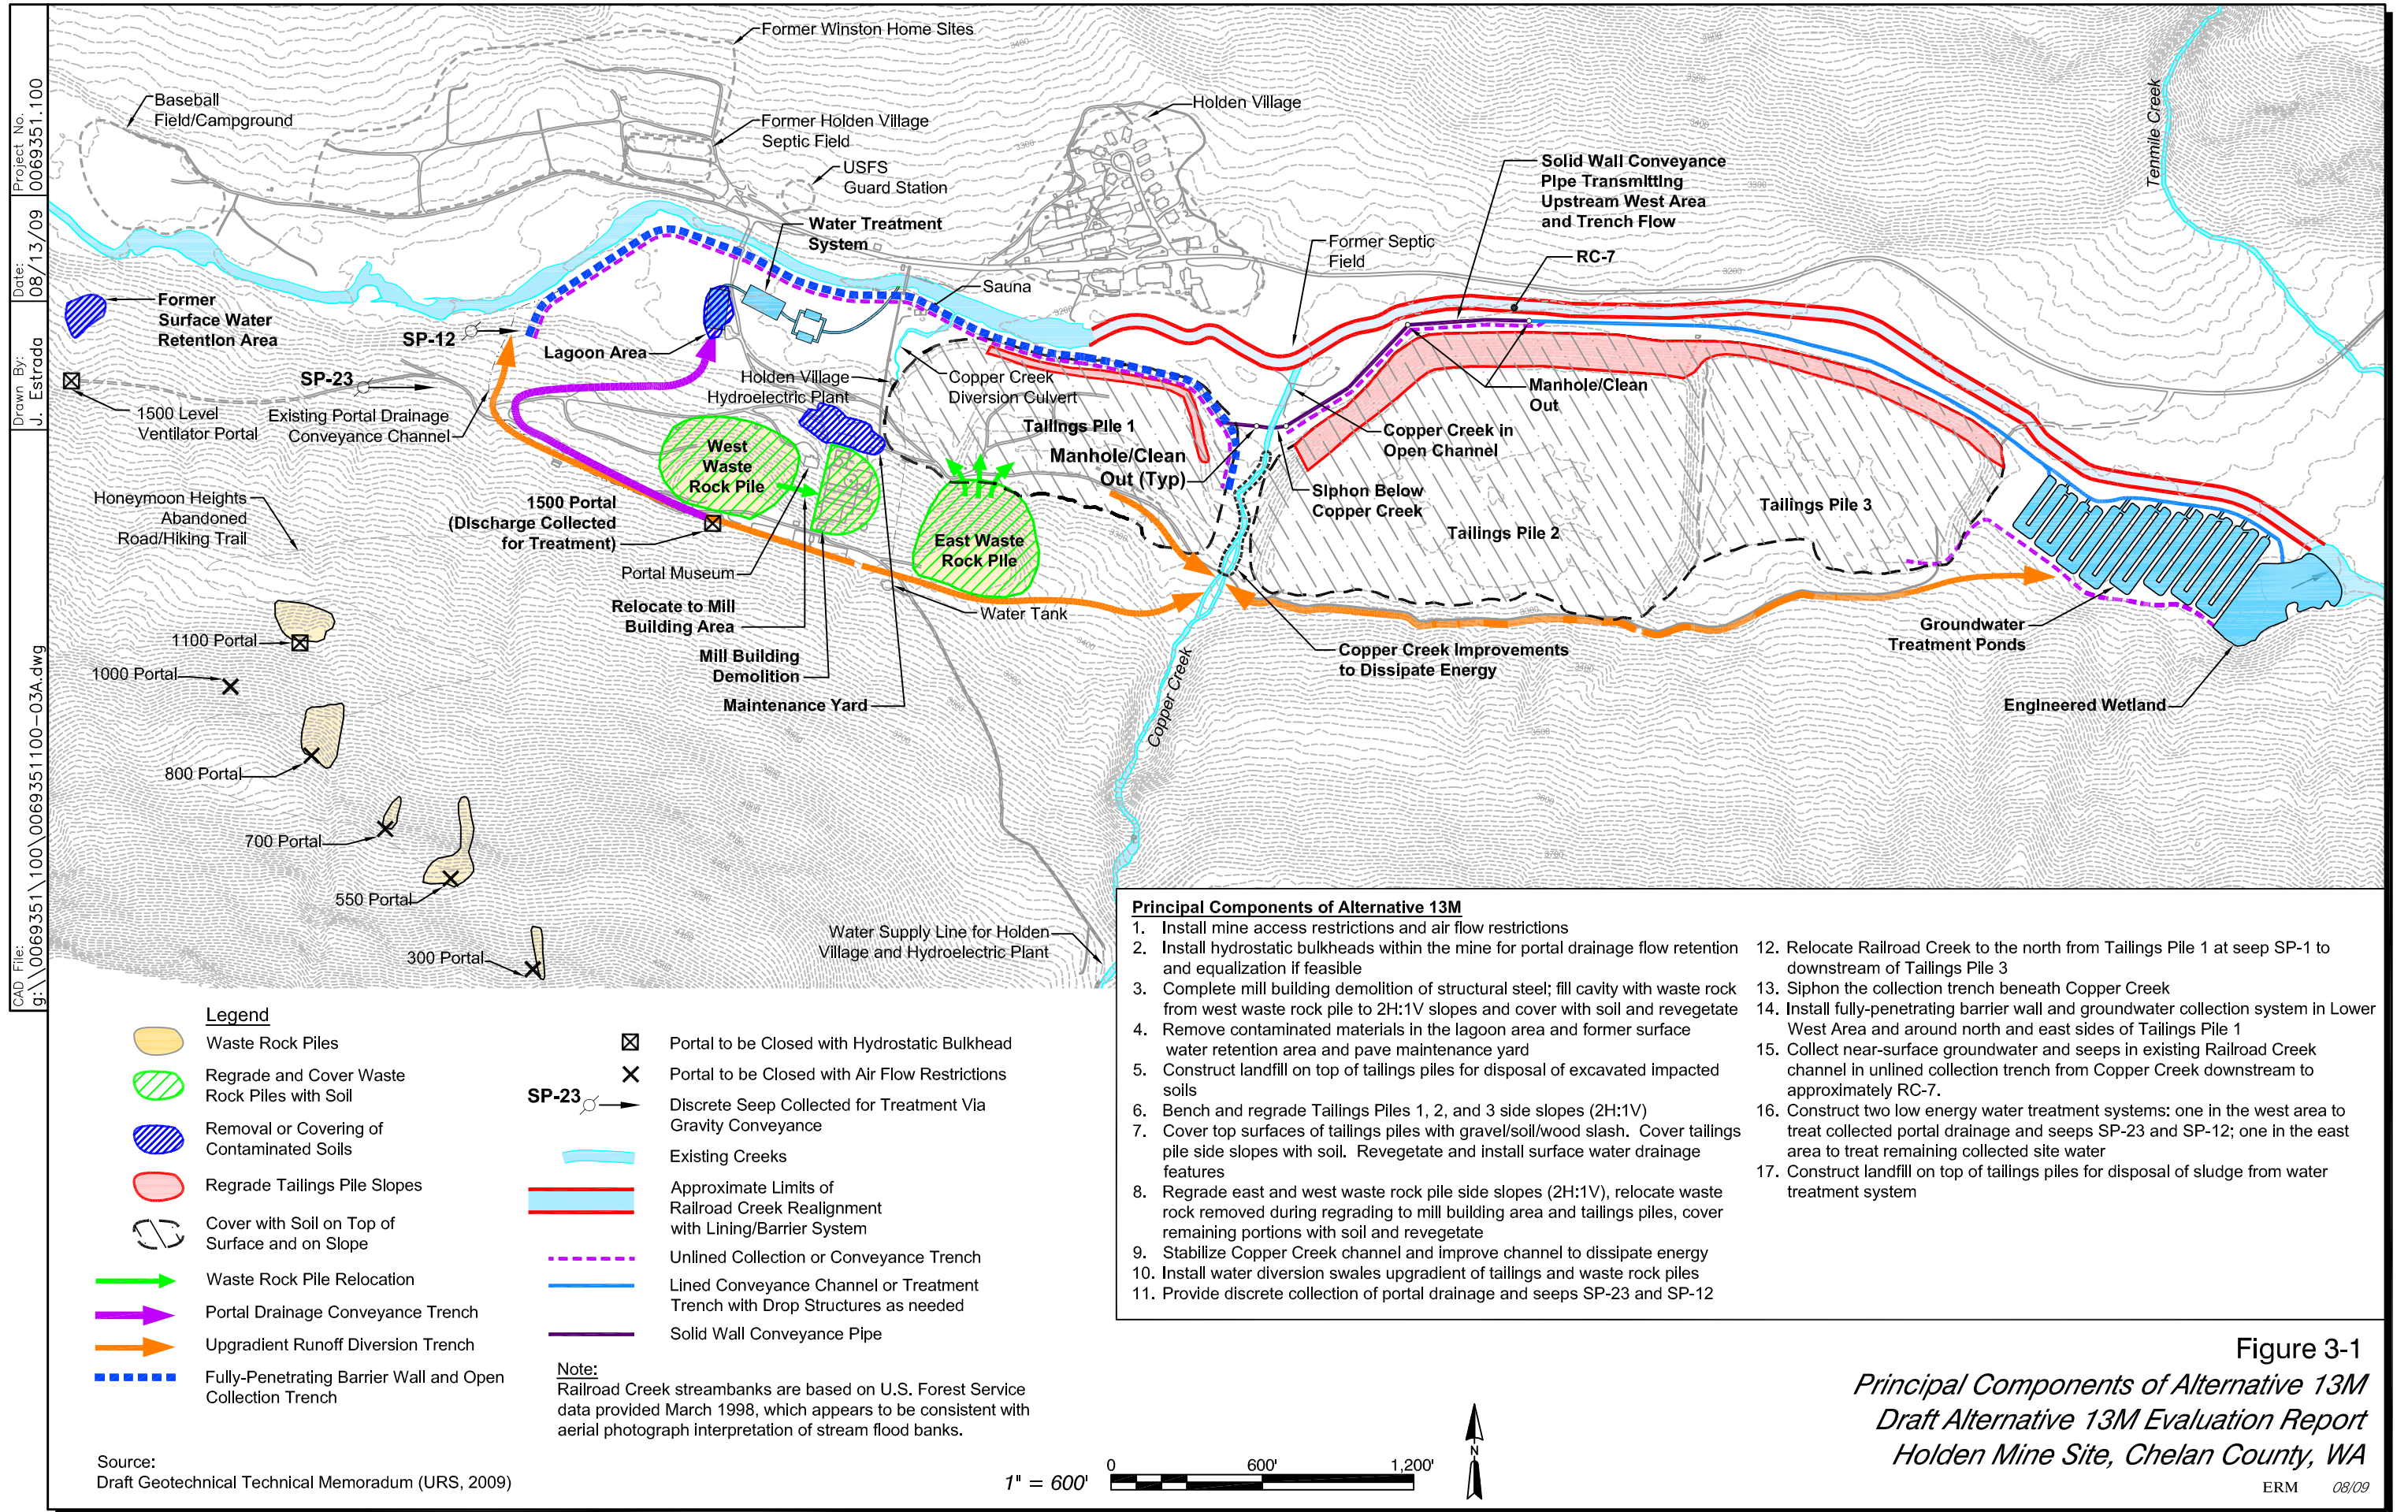 Project No.
0069351.100
Date:
08/13/09
Drawn By:
J. Estrada
CAD File:
g:\\0069351\100\0069351100-03A.dwg
Former Winston Home Sites
Baseball
Field/Campground
Former Holden Village
Septic Field
USFS
Guard Station
Water Treatment
System
Holden Village
Solid Wall Conveyance
Pipe Transmitting
Upstream West Area
and Trench Flow
RC-7
Former Septic
Field
Tenmile Creek
Former
Surface Water
Retention Area
SP-12
SP-23
Sauna
Lagoon Area
Holden Village
Hydroelectric Plant
Copper Creek
Diversion Culvert
1500 Level
Ventilator Portal
Existing Portal Drainage
Conveyance Channel
Tailings Pile 1
Manhole/Clean
Out (Typ)
Manhole/Clean
Out
Copper Creek in
Open Channel
Siphon Below
Copper Creek
West
Waste
Rock Pile
East Waste
Rock Pile
Tailings Pile 2
Tailings Pile 3
Honeymoon Heights
Abandoned
Road/Hiking Trail
1500 Portal
(Discharge Collected
for Treatment)
Portal Museum
Relocate to Mill
Building Area
Mill Building
Demolition
Maintenance Yard
Water Tank
Copper Creek
Copper Creek Improvements
to Dissipate Energy
Groundwater
Treatment Ponds
Engineered Wetland
1100 Portal
1000 Portal
800 Portal
700 Portal
550 Portal
300 Portal
Water Supply Line for Holden
Village and Hydroelectric Plant
Principal Components of Alternative 13M
1. Install mine access restrictions and air flow restrictions
2. Install hydrostatic bulkheads within the mine for portal drainage flow retention
and equalization if feasible
3. Complete mill building demolition of structural steel; fill cavity with waste rock
from west waste rock pile to 2H:1V slopes and cover with soil and revegetate
4. Remove contaminated materials in the lagoon area and former surface
water retention area and pave maintenance yard
5. Construct landfill on top of tailings piles for disposal of excavated impacted
soils
6. Bench and regrade Tailings Piles 1, 2, and 3 side slopes (2H:1V)
7. Cover top surfaces of tailings piles with gravel/soil/wood slash. Cover tailings
pile side slopes with soil. Revegetate and install surface water drainage
features
8. Regrade east and west waste rock pile side slopes (2H:1V), relocate waste
rock removed during regrading to mill building area and tailings piles, cover
remaining portions with soil and revegetate
9. Stabilize Copper Creek channel and improve channel to dissipate energy
10. Install water diversion swales upgradient of tailings and waste rock piles
11. Provide discrete collection of portal drainage and seeps SP-23 and SP-12
12. Relocate Railroad Creek to the north from Tailings Pile 1 at seep SP-1 to
downstream of Tailings Pile 3
13. Siphon the collection trench beneath Copper Creek
14. Install fully-penetrating barrier wall and groundwater collection system in Lower
West Area and around north and east sides of Tailings Pile 1
15. Collect near-surface groundwater and seeps in existing Railroad Creek
channel in unlined collection trench from Copper Creek downstream to
approximately RC-7.
16. Construct two low energy water treatment systems: one in the west area to
treat collected portal drainage and seeps SP-23 and SP-12; one in the east
area to treat remaining collected site water
17. Construct landfill on top of tailings piles for disposal of sludge from water
treatment system
Legend
Waste Rock Piles
Regrade and Cover Waste
Rock Piles with Soil
Removal or Covering of
Contaminated Soils
Regrade Tailings Pile Slopes
Cover with Soil on Top of
Surface and on Slope
Waste Rock Pile Relocation
Portal Drainage Conveyance Trench
Upgradient Runoff Diversion Trench
Fully-Penetrating Barrier Wall and Open
Collection Trench
Portal to be Closed with Hydrostatic Bulkhead
Portal to be Closed with Air Flow Restrictions
SP-23
Discrete Seep Collected for Treatment Via
Gravity Conveyance
Existing Creeks
Approximate Limits of
Railroad Creek Realignment
with Lining/Barrier System
Unlined Collection or Conveyance Trench
Lined Conveyance Channel or Treatment
Trench with Drop Structures as needed
Solid Wall Conveyance Pipe
Note:
Railroad Creek streambanks are based on U.S. Forest Service
data provided March 1998, which appears to be consistent with
aerial photograph interpretation of stream flood banks.
Source:
Draft Geotechnical Technical Memoradum (URS, 2009)
1" = 600'
0 600' 1,200'
N
Figure 3-1
Principal Components of Alternative 13M
Draft Alternative 13M Evaluation Report
Holden Mine Site, Chelan County, WA
ERM 08/09